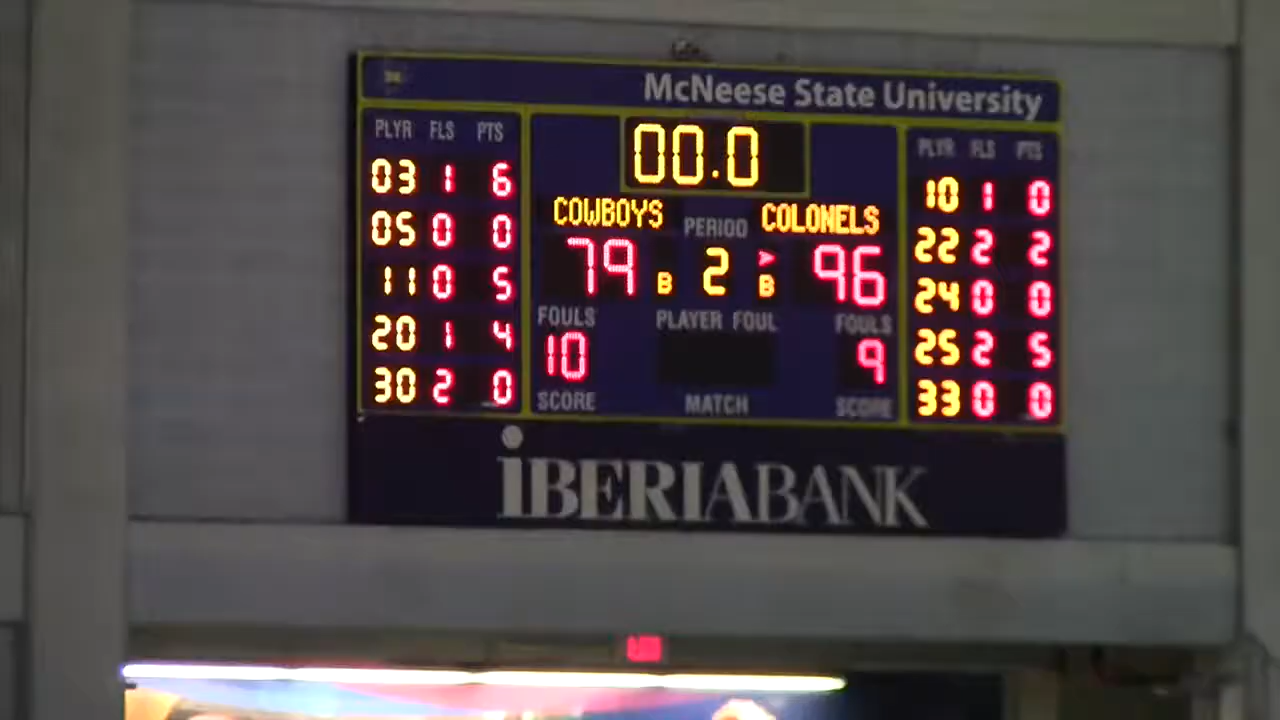 McNeese State University
PLYR FLS PTS
03 1 6
05 0 0
11 0 5
20 1 4
30 2 0
00.0
COWBOYS PERIOD COLONELS
79 B 2 B 96
FOULS PLAYER FOUL FOULS
10 9
SCORE MATCH SCORE
PLYR FLS PTS
10 1 0
22 2 2
24 0 0
25 2 5
33 0 0
iBERIABANK